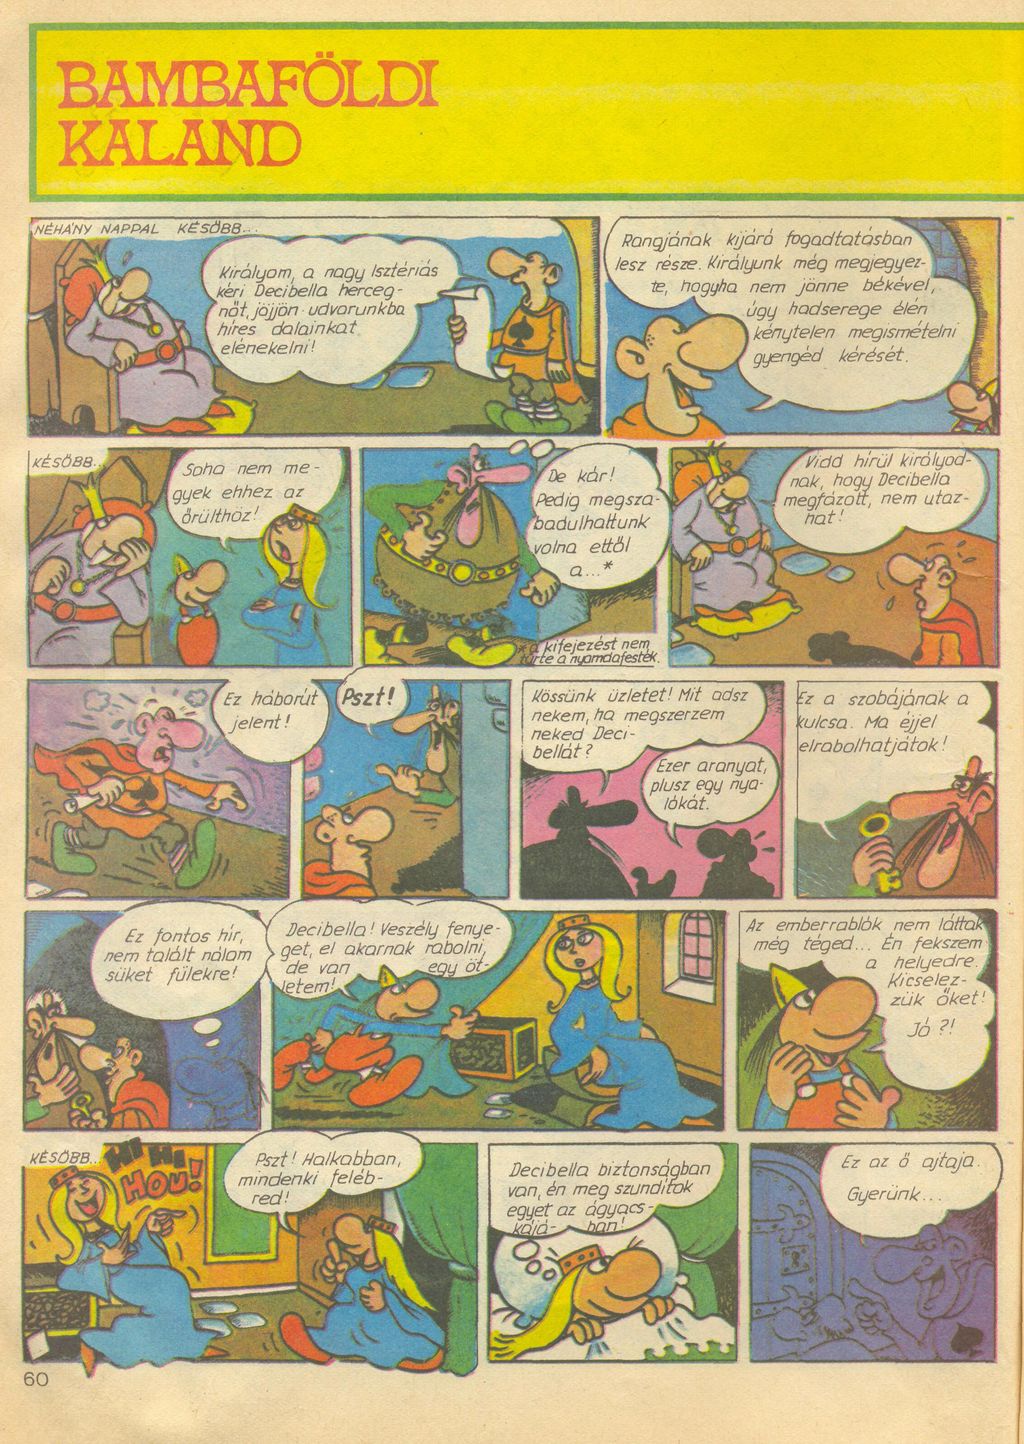 BAMBAFÖLDI
KALAND
NÉHÁNY NAPPAL KÉSŐBB...
Királyom, a nagy Isztériás
kéri Decibella herceg-
nőt, jöjjön udvarunkba
híres dalainkat
elénekelni!
Rangjának kijáró fogadtatásban
lesz része. Királyunk még megjegyez-
te, hogyha nem jönne békével,
úgy hadserege élén
kénytelen megismételni
gyengéd kérését.
KÉSŐBB...
Soha nem me-
gyek ehhez az
őrülthöz!
De kár!
Pedig megsza-
badulhattunk
volna ettől
a...*
*a kifejezést nem
tűrte a nyomdafesték.
Vidd hírül királyod-
nak, hogy Decibella
megfázott, nem utaz-
hat!
Ez háborút
jelent!
Pszt!
Kössünk üzletet! Mit adsz
nekem, ha megszerzem
neked Deci-
bellát?
Ezer aranyat,
plusz egy nya-
lókát.
Ez a szobájának a
kulcsa. Ma éjjel
elrabolhatjátok!
Ez fontos hír,
nem talált nálam
süket fülekre!
Decibella! Veszély fenye-
get, el akarnak rabolni,
de van egy öt-
letem!
Az emberrablók nem láttak
még téged... Én fekszem
a helyedre.
Kicselez-
zük őket!
Jó ?!
KÉSŐBB...
HI HI
HOU!
Pszt! Halkabban,
mindenki feléb-
red!
Decibella biztonságban
van, én meg szundítok
egyet az ágyacs-
kájá- ban!
Ez az ő ajtaja.
Gyerünk...
60